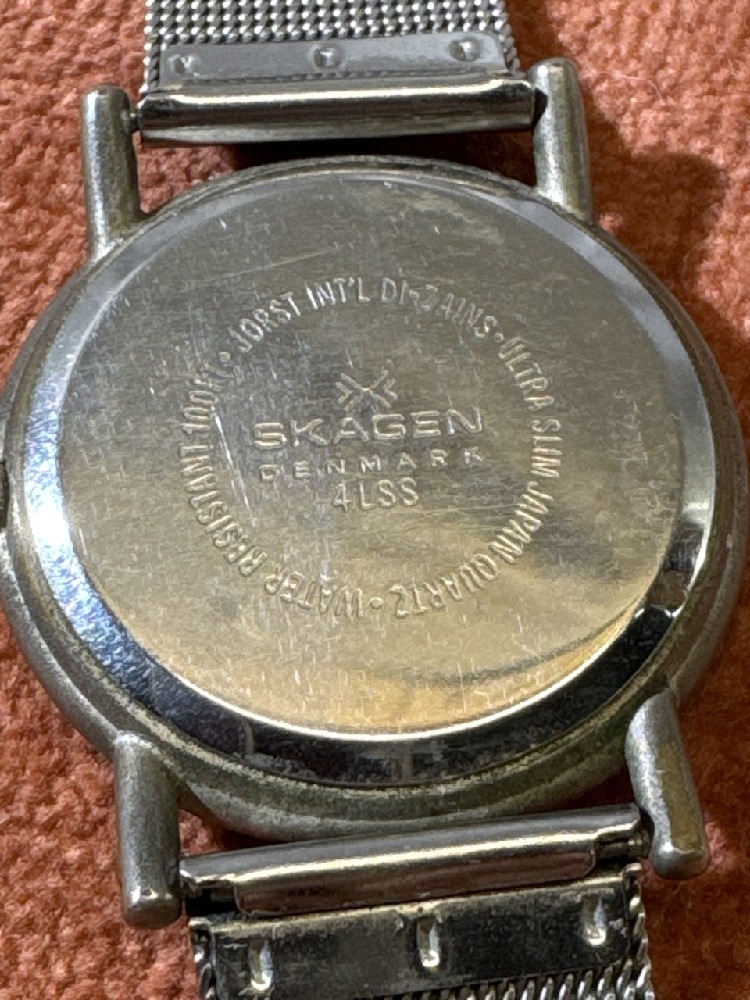 JORST INT'L DI-ZAINS • ULTRA SLIM JAPAN QUARTZ • WATER RESISTANT 100FT •
SKAGEN
DENMARK
4LSS